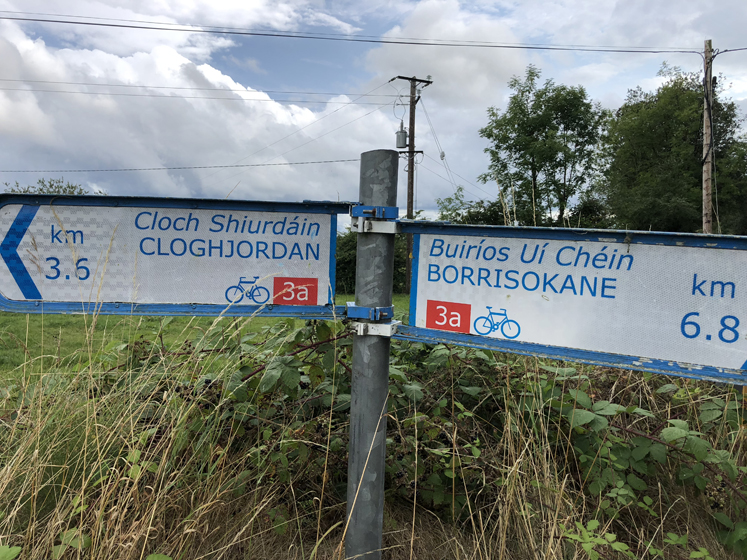 Cloch Shiurdáin
CLOGHJORDAN
km
3.6
3a
Buiríos Uí Chéin
BORRISOKANE
km
6.8
3a